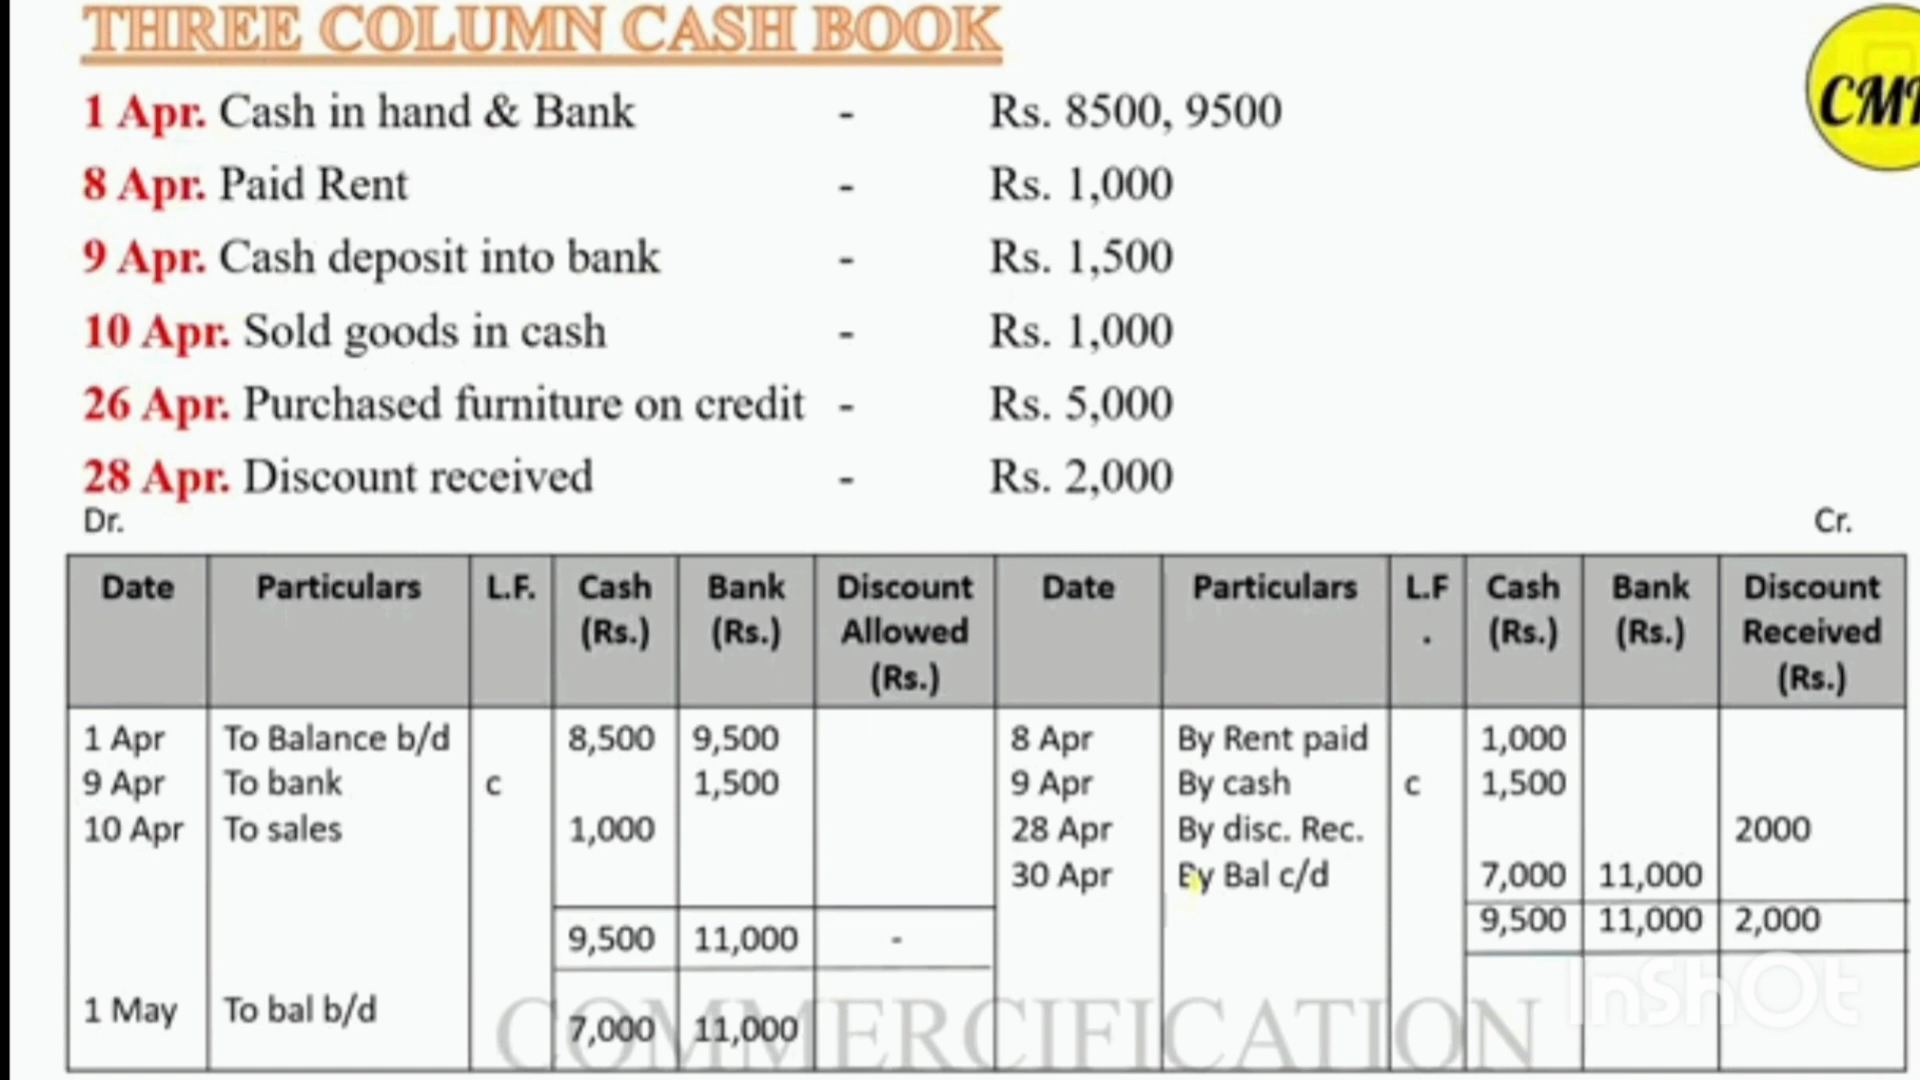 THREE COLUMN CASH BOOK
CM
1 Apr. Cash in hand & Bank - Rs. 8500, 9500
8 Apr. Paid Rent - Rs. 1,000
9 Apr. Cash deposit into bank - Rs. 1,500
10 Apr. Sold goods in cash - Rs. 1,000
26 Apr. Purchased furniture on credit - Rs. 5,000
28 Apr. Discount received - Rs. 2,000
Dr. Cr.
Date Particulars L.F. Cash Bank Discount Date Particulars L.F Cash Bank Discount
(Rs.) (Rs.) Allowed . (Rs.) (Rs.) Received
(Rs.) (Rs.)
1 Apr To Balance b/d 8,500 9,500 8 Apr By Rent paid 1,000
9 Apr To bank c 1,500 9 Apr By cash c 1,500
10 Apr To sales 1,000 28 Apr By disc. Rec. 2000
30 Apr By Bal c/d 7,000 11,000
9,500 11,000 - 9,500 11,000 2,000
1 May To bal b/d 7,000 11,000
COMMERCIFICATION
InShOt